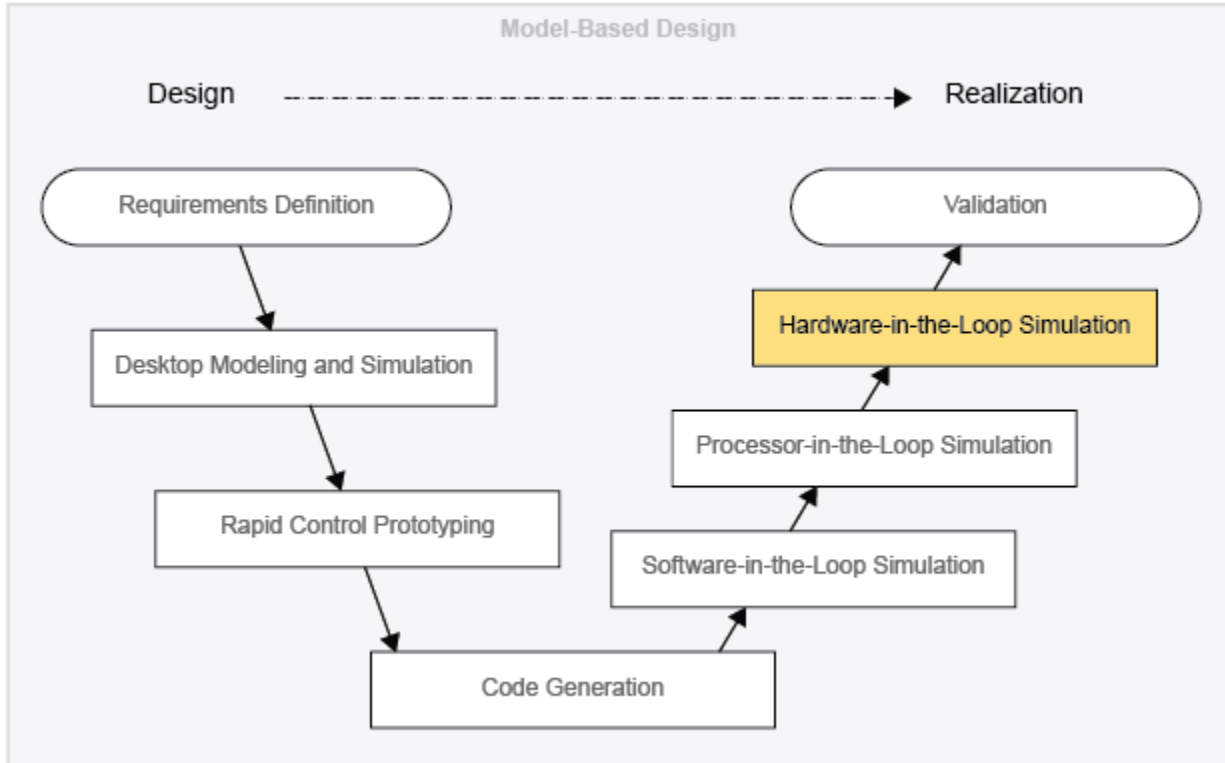 Model-Based Design
Design
Realization
Requirements Definition
Validation
Hardware-in-the-Loop Simulation
Desktop Modeling and Simulation
Processor-in-the-Loop Simulation
Rapid Control Prototyping
Software-in-the-Loop Simulation
Code Generation